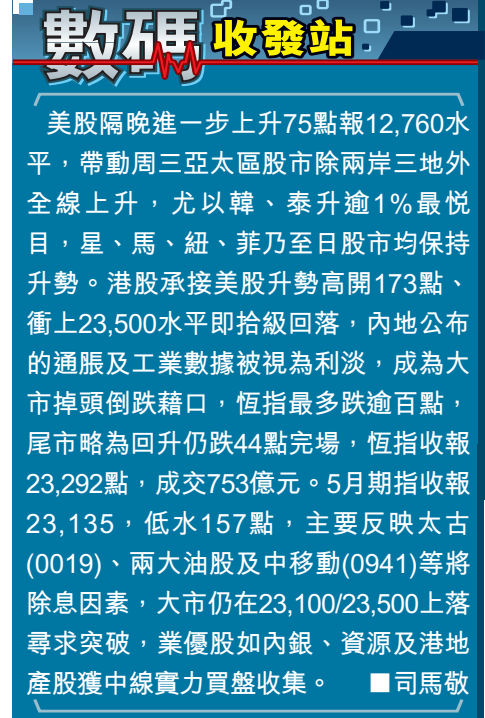 數碼收發站
美股隔晚進一步上升75點報12,760水
平，帶動周三亞太區股市除兩岸三地外
全線上升，尤以韓、泰升逾1%最悅
目，星、馬、紐、菲乃至日股市均保持
升勢。港股承接美股升勢高開173點、
衝上23,500水平即拾級回落，內地公布
的通脹及工業數據被視為利淡，成為大
市掉頭倒跌藉口，恆指最多跌逾百點，
尾市略為回升仍跌44點完場，恆指收報
23,292點，成交753億元。5月期指收報
23,135，低水157點，主要反映太古
(0019)、兩大油股及中移動(0941)等將
除息因素，大市仍在23,100/23,500上落
尋求突破，業優股如內銀、資源及港地
產股獲中線實力買盤收集。 ■司馬敬